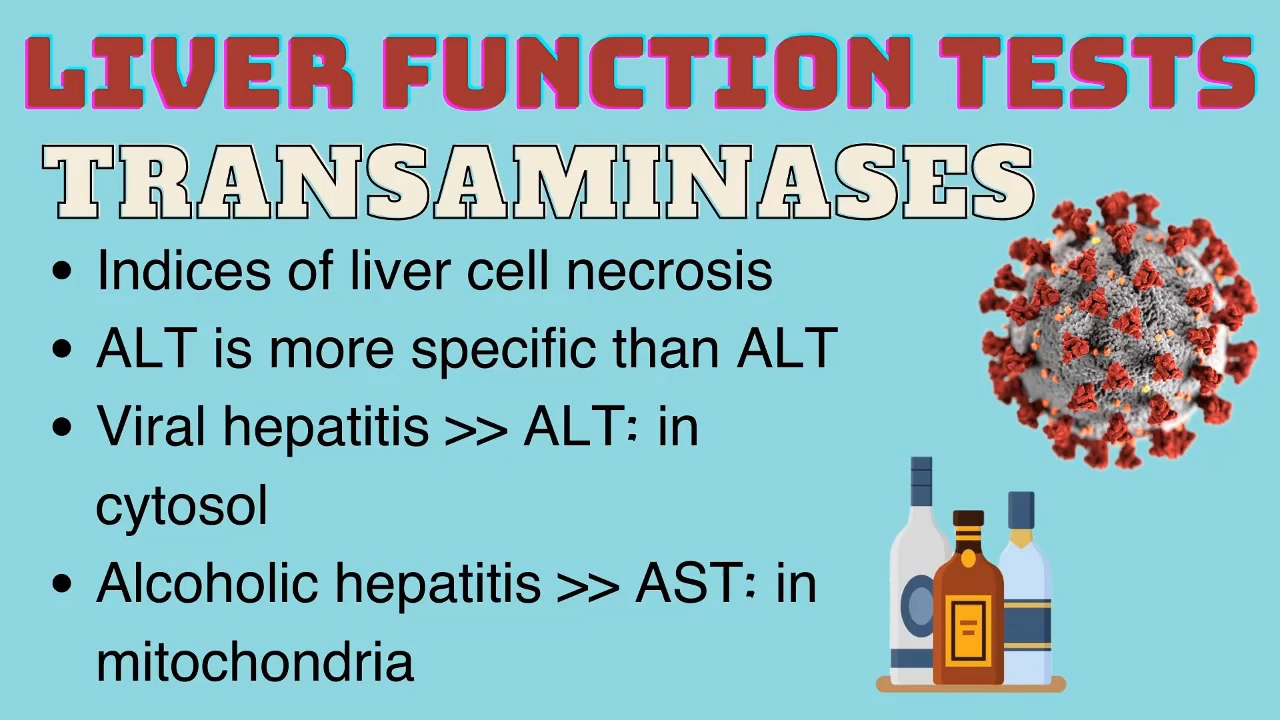 LIVER FUNCTION TESTS
TRANSAMINASES
• Indices of liver cell necrosis
• ALT is more specific than ALT
• Viral hepatitis >> ALT: in
cytosol
• Alcoholic hepatitis >> AST: in
mitochondria